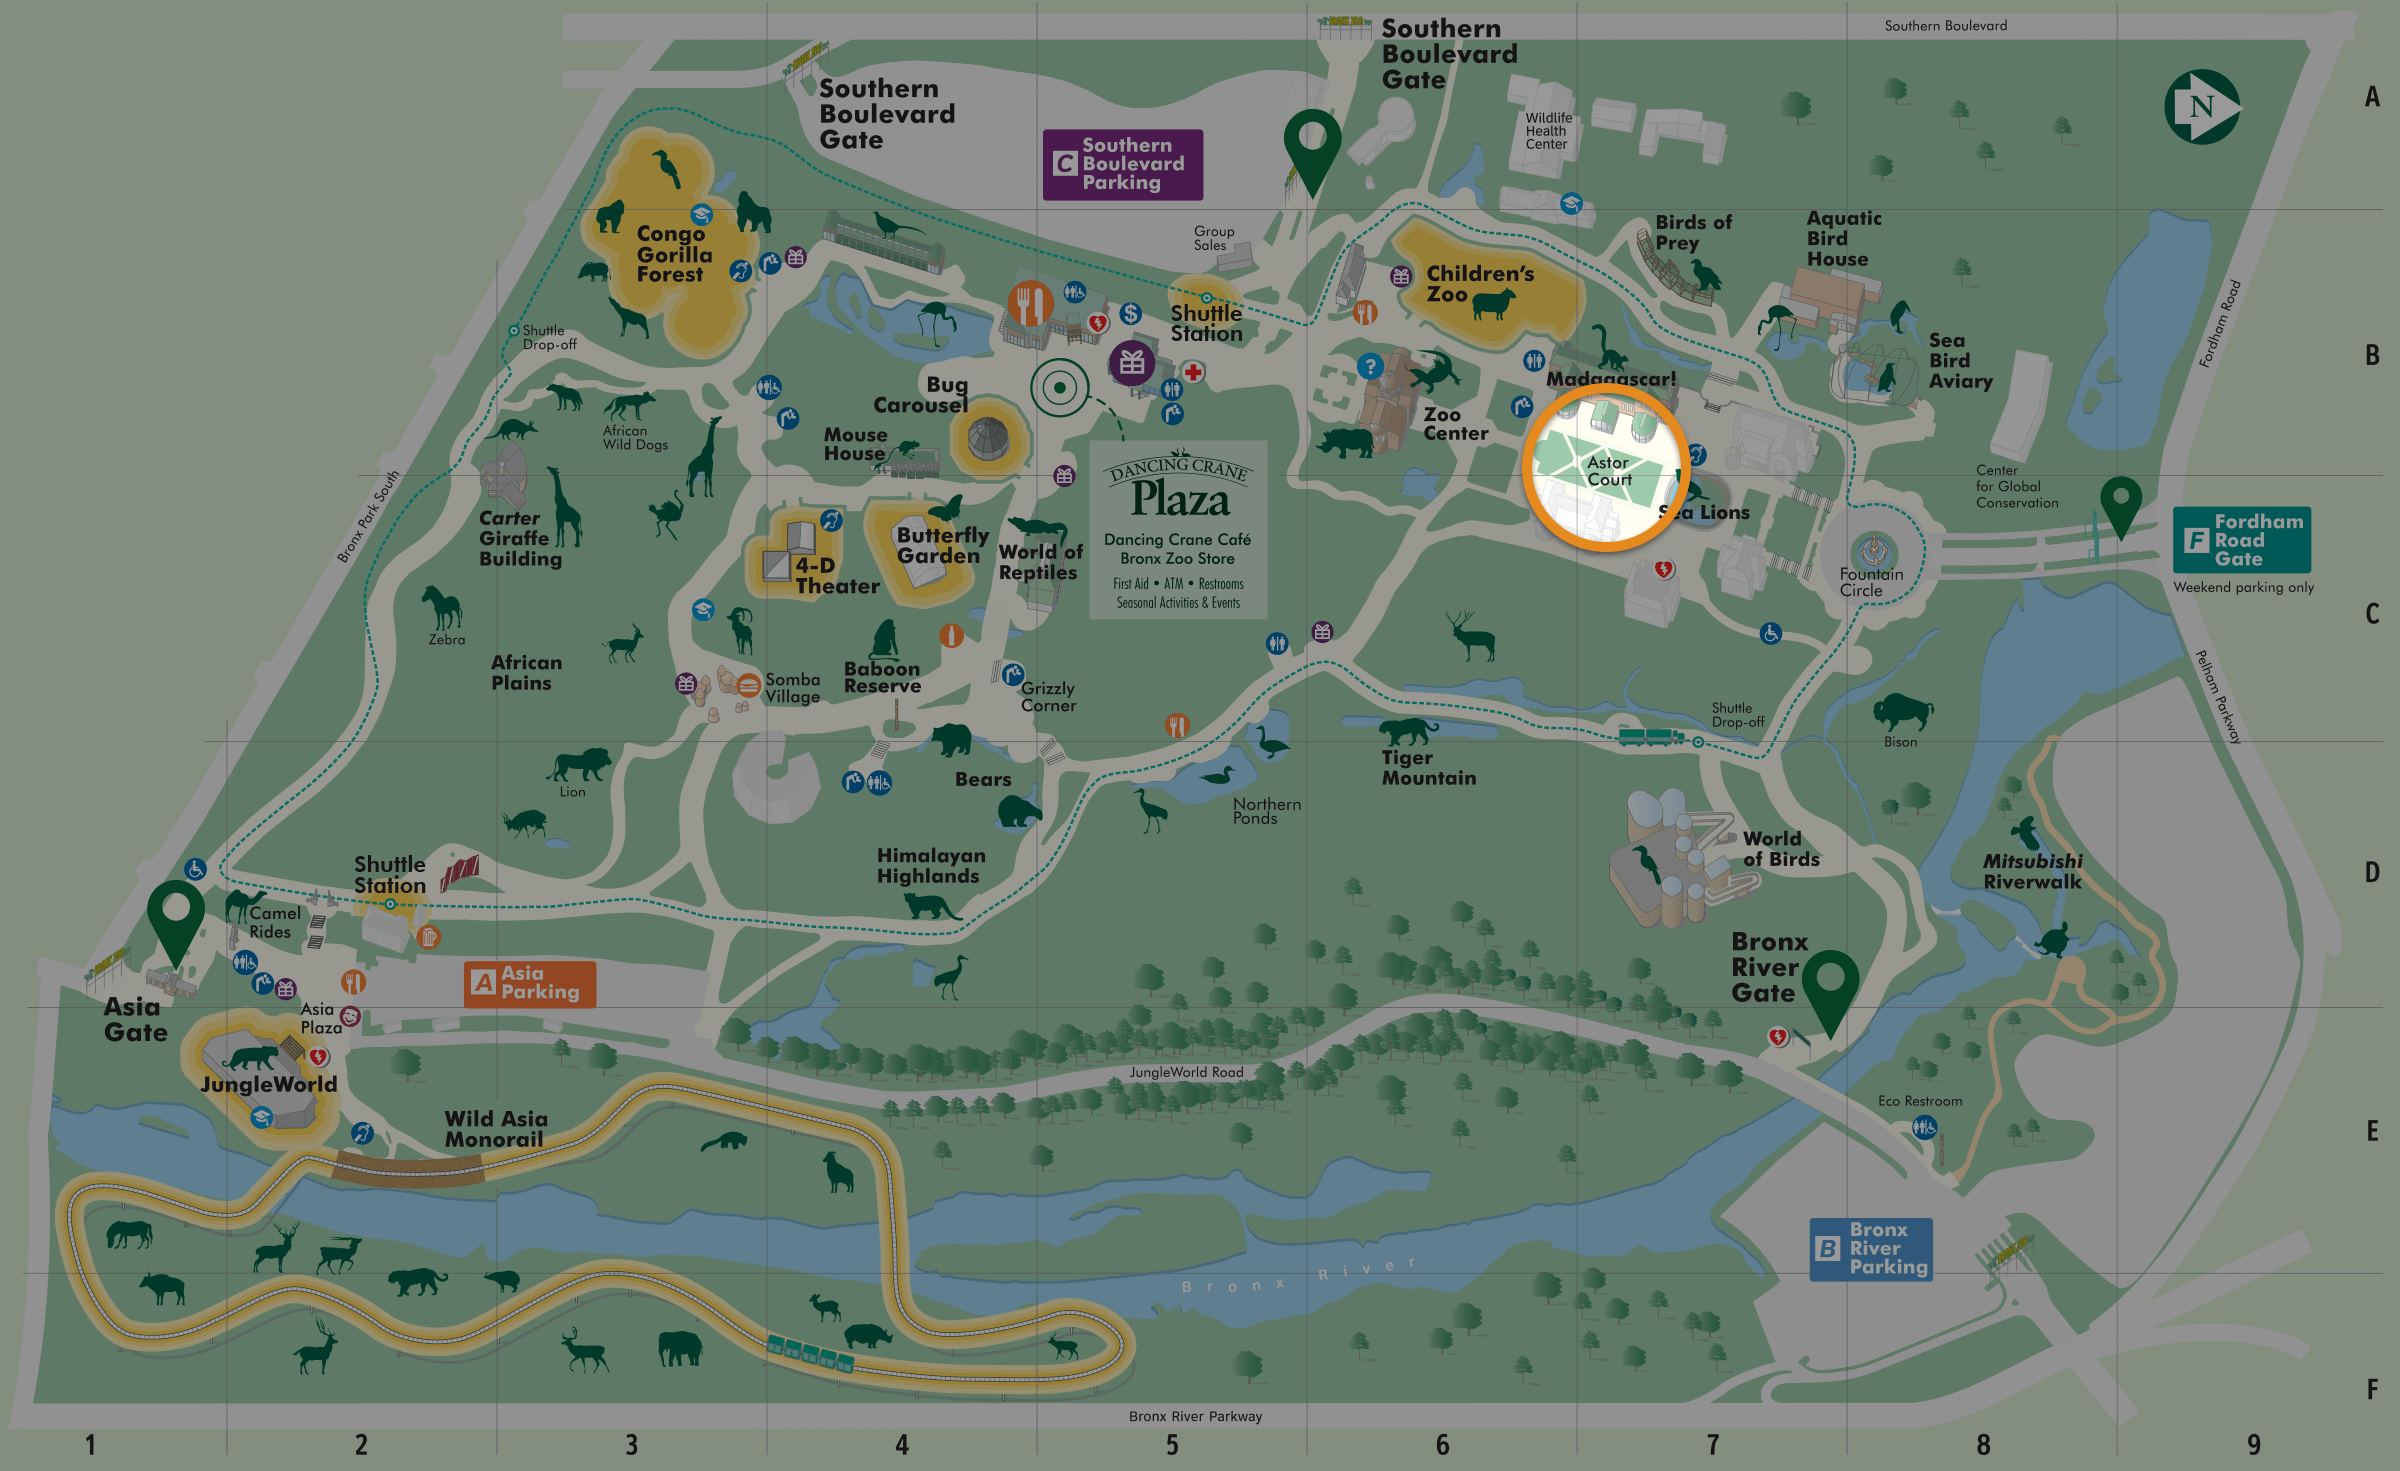 Southern Boulevard
Southern
Boulevard
Gate
A
N
BRONX ZOO
Southern
Boulevard
Gate
Wildlife
Health
Center
C
Southern
Boulevard
Parking
Group
Sales
Birds of
Prey
Aquatic
Bird
House
Congo
Gorilla
Forest
Children's
Zoo
Shuttle
Station
Fordham Road
Shuttle
Drop-off
B
Sea
Bird
Aviary
$
?
Madagascar!
Bug
Carousel
Mouse
House
African
Wild Dogs
Zoo
Center
Astor
Court
Center
for Global
Conservation
Bronx Park South
DANCING CRANE
Plaza
Dancing Crane Café
Bronx Zoo Store
First Aid • ATM • Restrooms
Seasonal Activities & Events
Sea Lions
F
Fordham
Road
Gate
Weekend parking only
Carter
Giraffe
Building
Butterfly
Garden
World of
Reptiles
4-D
Theater
Fountain
Circle
C
Zebra
African
Plains
Somba
Village
Baboon
Reserve
Grizzly
Corner
Pelham Parkway
Shuttle
Drop-off
Bison
Lion
Bears
Tiger
Mountain
Northern
Ponds
World
of Birds
Mitsubishi
Riverwalk
D
Shuttle
Station
Himalayan
Highlands
Camel
Rides
Bronx
River
Gate
A
Asia
Parking
Asia
Gate
Asia
Plaza
JungleWorld
JungleWorld Road
Eco Restroom
Wild Asia
Monorail
E
B
Bronx
River
Parking
Bronx River
F
Bronx River Parkway
1 2 3 4 5 6 7 8 9